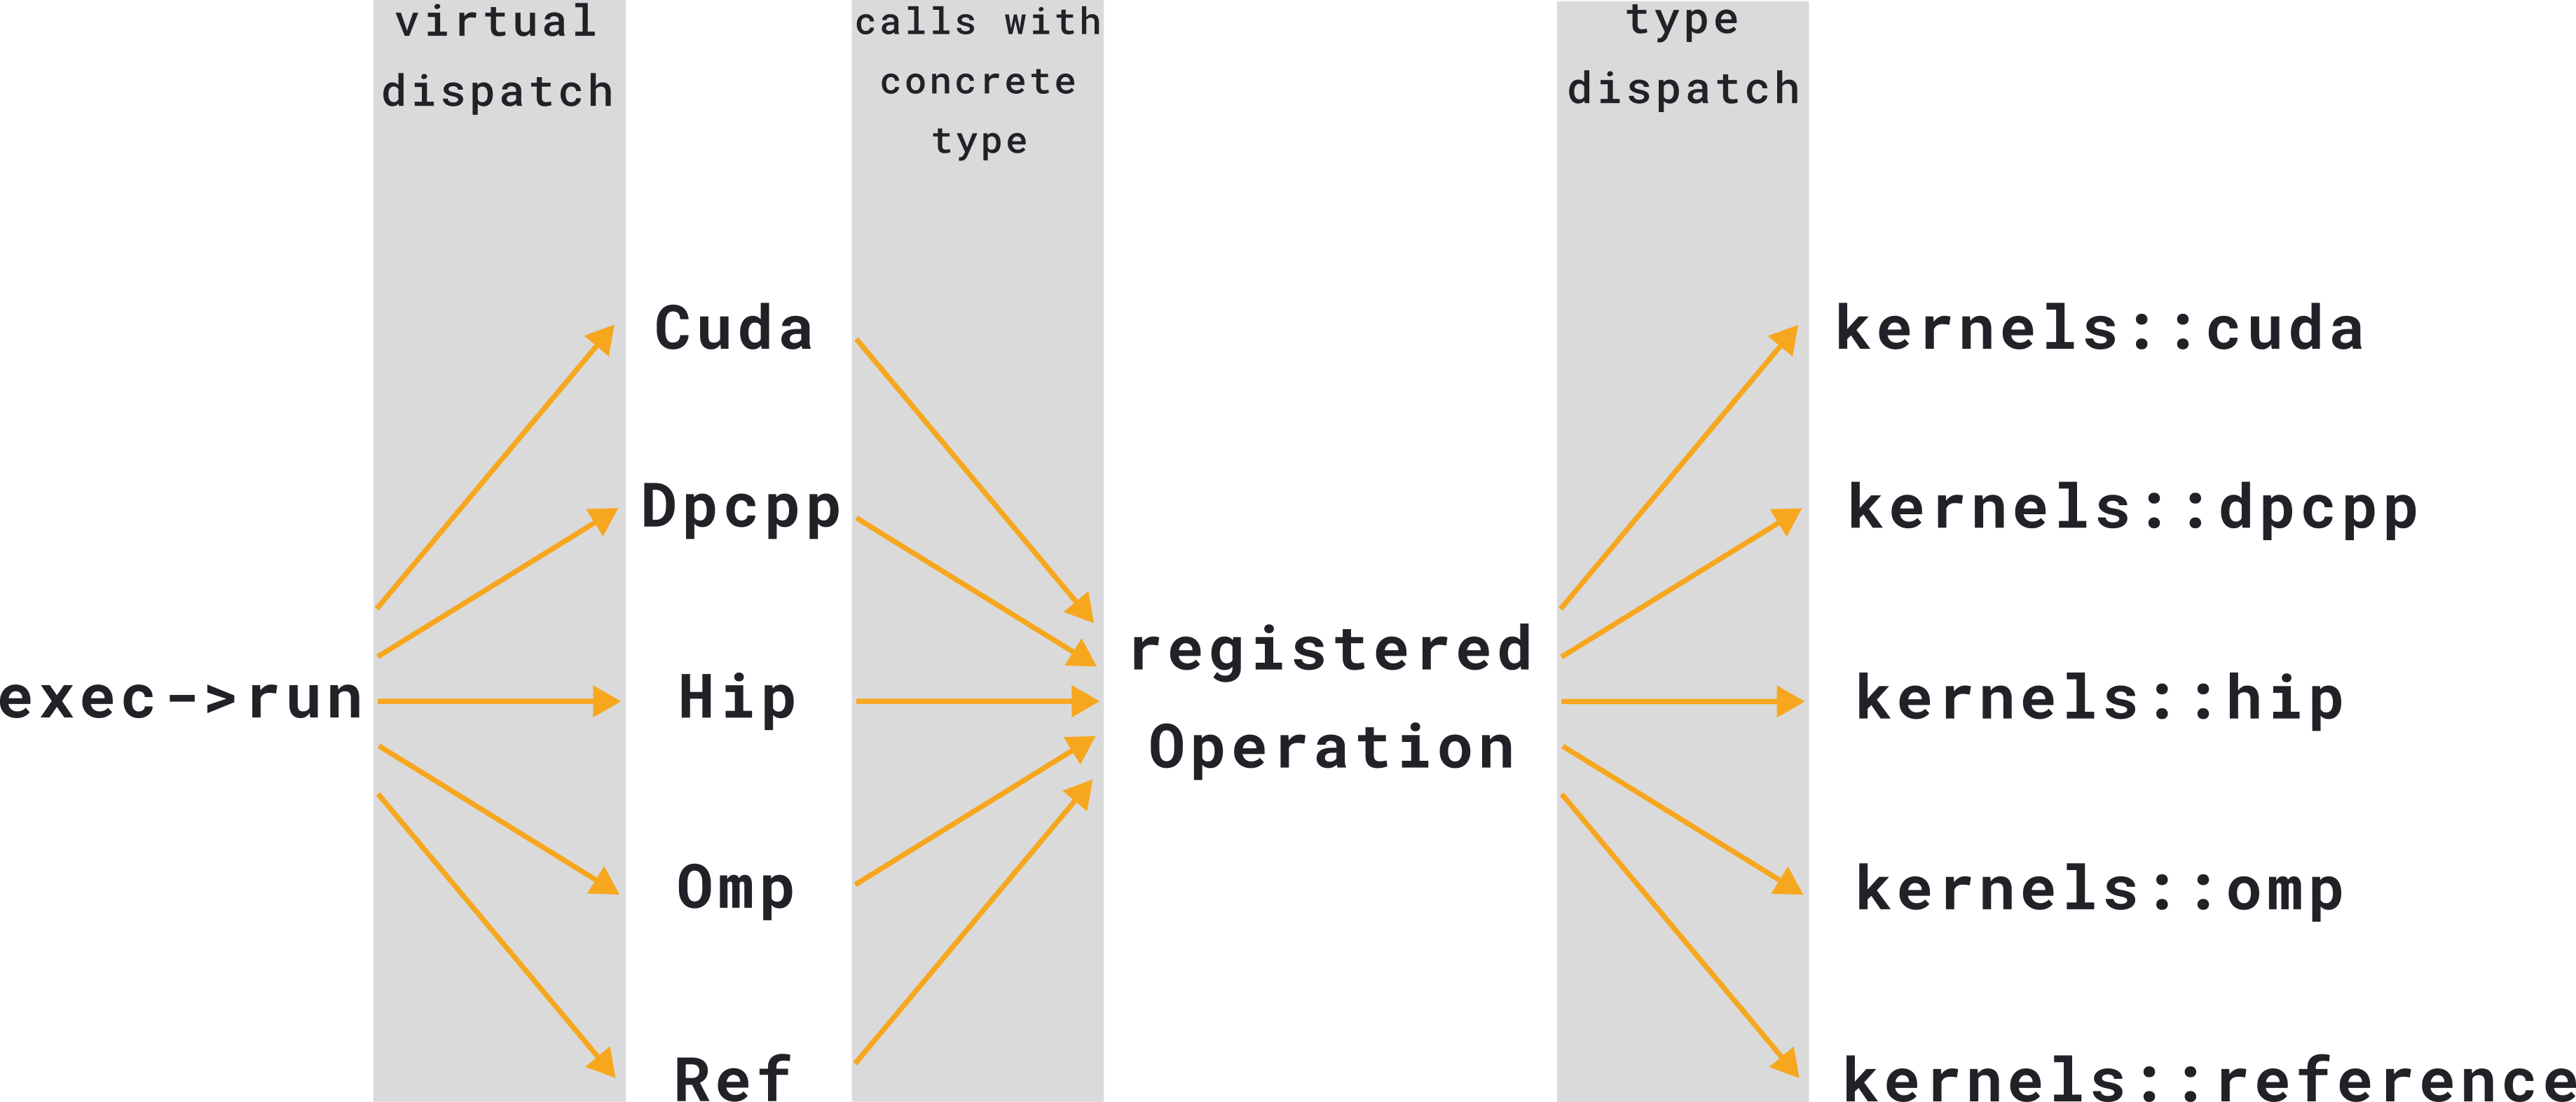 virtual
dispatch
calls with
concrete
type
type
dispatch
exec->run
Cuda
Dpcpp
Hip
Omp
Ref
registered
Operation
kernels::cuda
kernels::dpcpp
kernels::hip
kernels::omp
kernels::reference